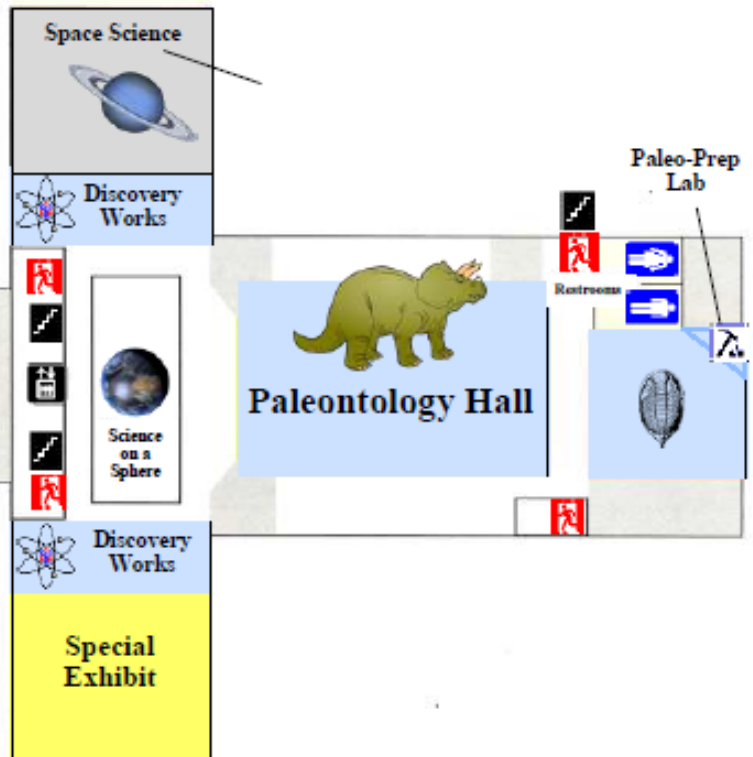 Space Science
Discovery
Works
Paleo-Prep
Lab
Restrooms
Paleontology Hall
Science
on a
Sphere
Discovery
Works
Special
Exhibit